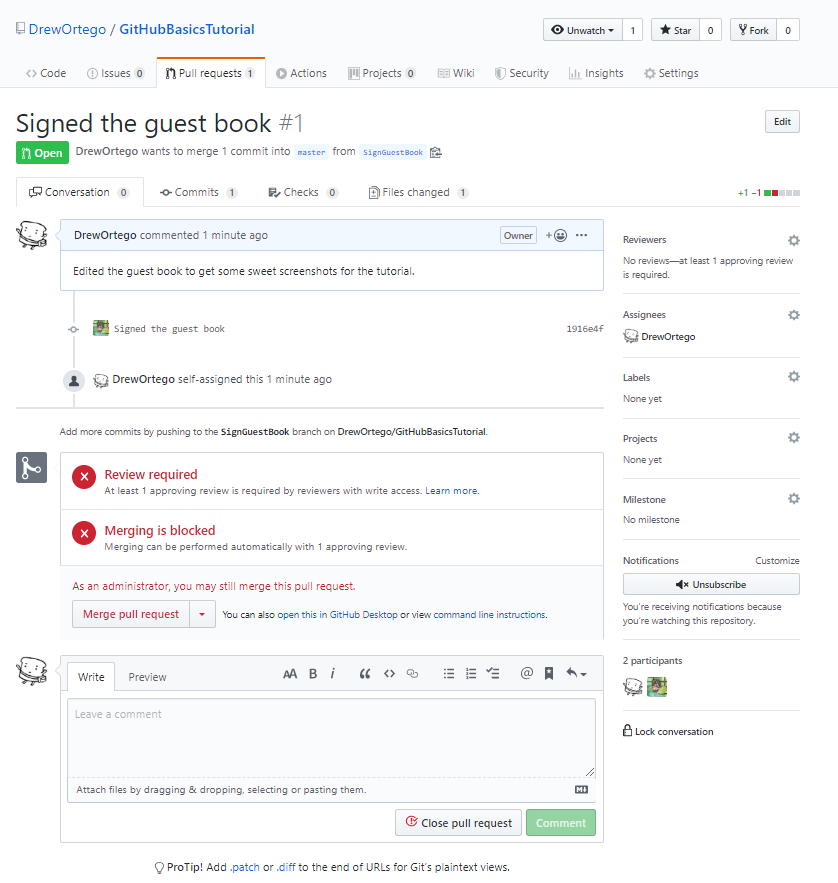 DrewOrtego / GitHubBasicsTutorial
Unwatch 1 Star 0 Fork 0
Code Issues 0 Pull requests 1 Actions Projects 0 Wiki Security Insights Settings
Signed the guest book #1
Edit
Open DrewOrtego wants to merge 1 commit into master from SignGuestBook
Conversation 0 Commits 1 Checks 0 Files changed 1 +1 −1
DrewOrtego commented 1 minute ago Owner
Edited the guest book to get some sweet screenshots for the tutorial.
Signed the guest book 1916e4f
DrewOrtego self-assigned this 1 minute ago
Add more commits by pushing to the SignGuestBook branch on DrewOrtego/GitHubBasicsTutorial.
Review required
At least 1 approving review is required by reviewers with write access. Learn more.
Merging is blocked
Merging can be performed automatically with 1 approving review.
As an administrator, you may still merge this pull request.
Merge pull request You can also open this in GitHub Desktop or view command line instructions.
Write Preview
AA B i @
Leave a comment
Attach files by dragging & dropping, selecting or pasting them.
M
Close pull request Comment
ProTip! Add .patch or .diff to the end of URLs for Git's plaintext views.
Reviewers
No reviews—at least 1 approving review
is required.
Assignees
DrewOrtego
Labels
None yet
Projects
None yet
Milestone
No milestone
Notifications Customize
Unsubscribe
You're receiving notifications because
you're watching this repository.
2 participants
Lock conversation